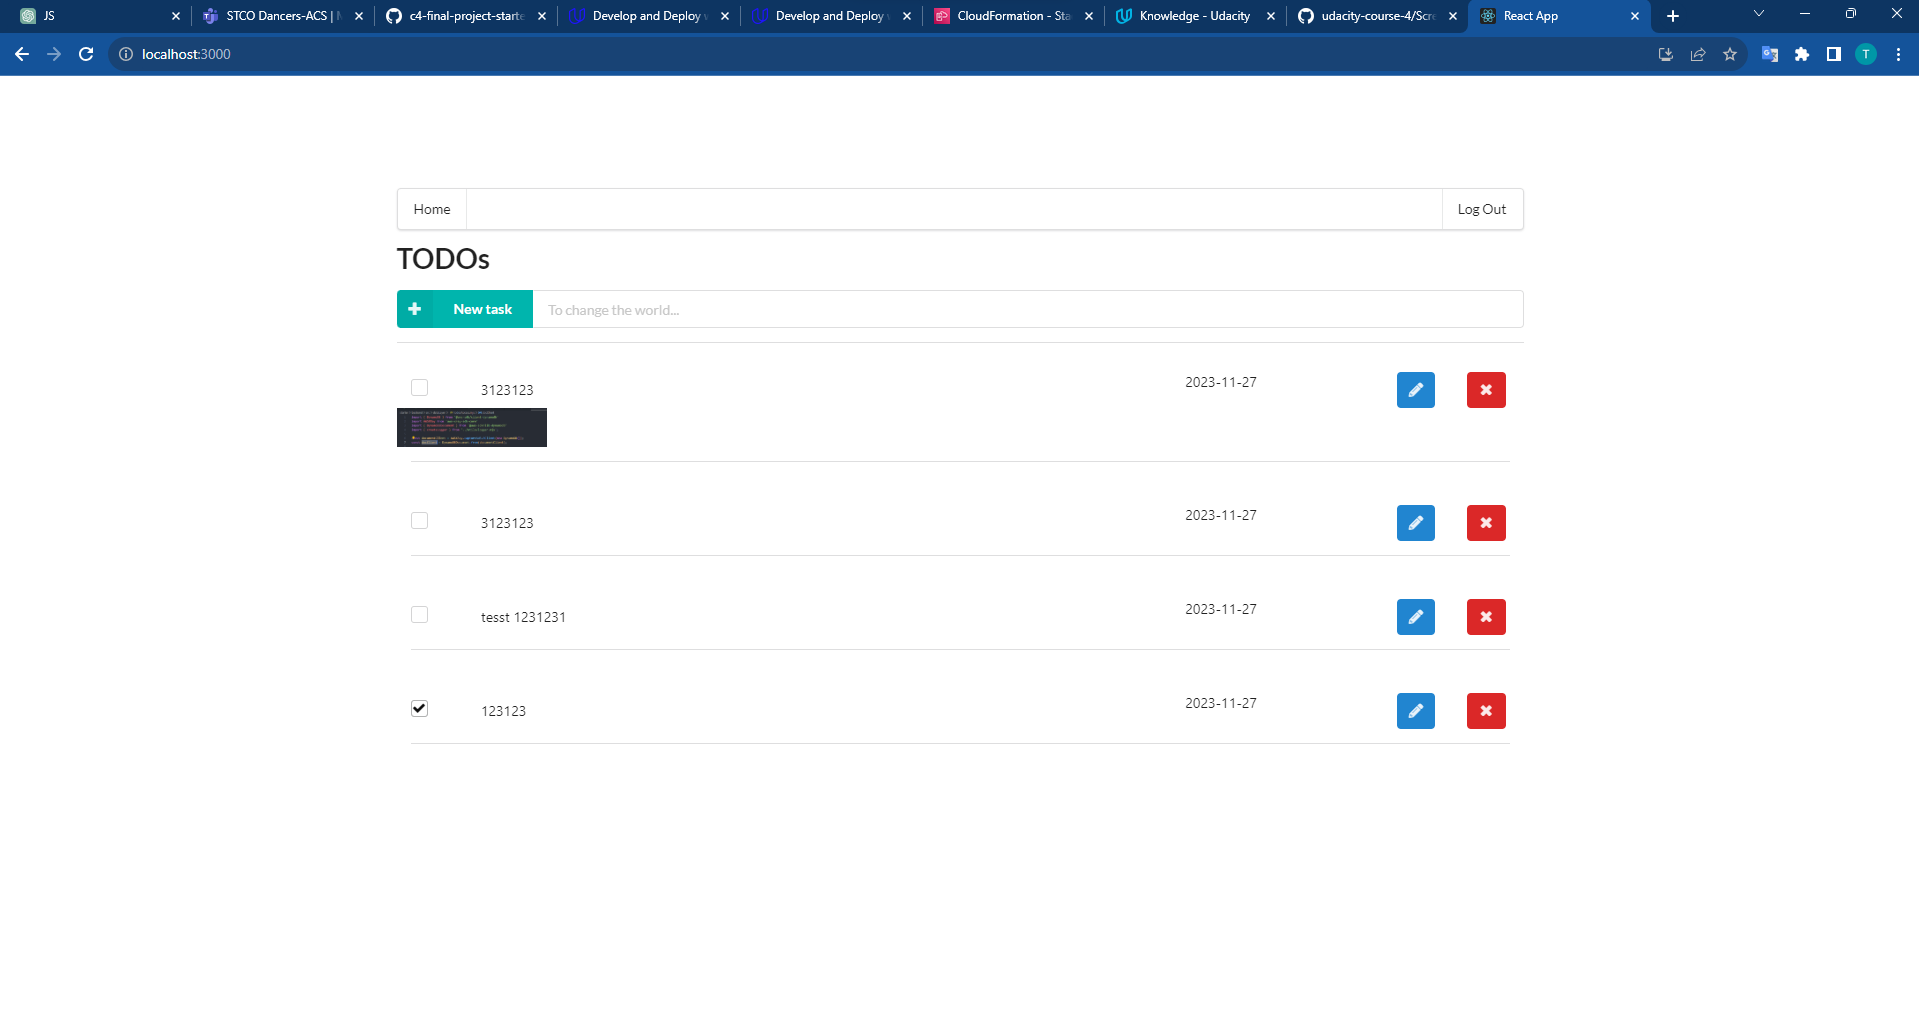 JS
STCO Dancers-ACS |
c4-final-project-starte
Develop and Deploy
Develop and Deploy
CloudFormation - Sta
Knowledge - Udacity
udacity-course-4/Scre
React App
localhost:3000
T
Home
Log Out
TODOs
New task
To change the world...
3123123
2023-11-27
3123123
2023-11-27
tesst 1231231
2023-11-27
123123
2023-11-27